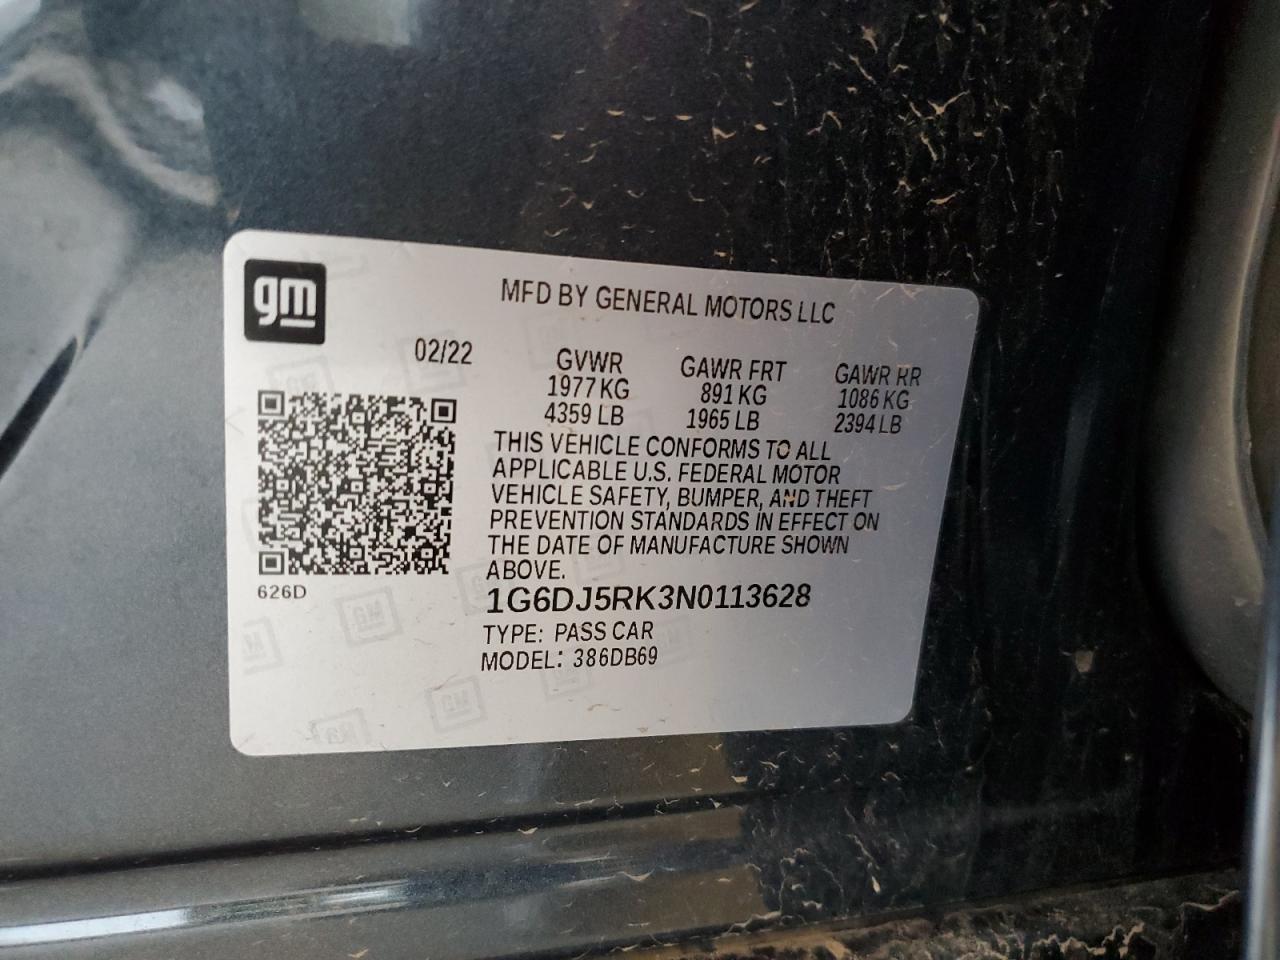 gm
MFD BY GENERAL MOTORS LLC
02/22
GVWR GAWR FRT GAWR RR
1977 KG 891 KG 1086 KG
4359 LB 1965 LB 2394 LB
THIS VEHICLE CONFORMS TO ALL
APPLICABLE U.S. FEDERAL MOTOR
VEHICLE SAFETY, BUMPER, AND THEFT
PREVENTION STANDARDS IN EFFECT ON
THE DATE OF MANUFACTURE SHOWN
ABOVE.
626D
1G6DJ5RK3N0113628
TYPE: PASS CAR
MODEL: 386DB69
GM
GM